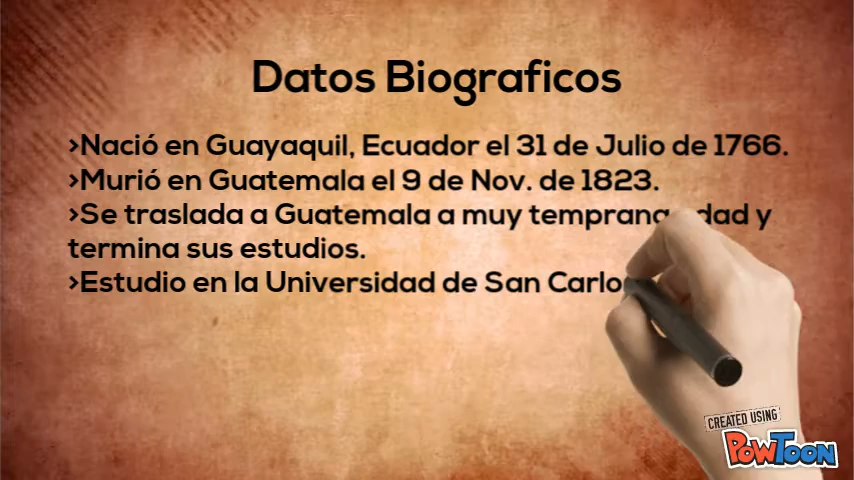 Datos Biograficos
>Nació en Guayaquil, Ecuador el 31 de Julio de 1766.
>Murió en Guatemala el 9 de Nov. de 1823.
>Se traslada a Guatemala a muy y
termina sus estudios.
>Estudio en la Universidad de San
CREATED USING
POWTOON